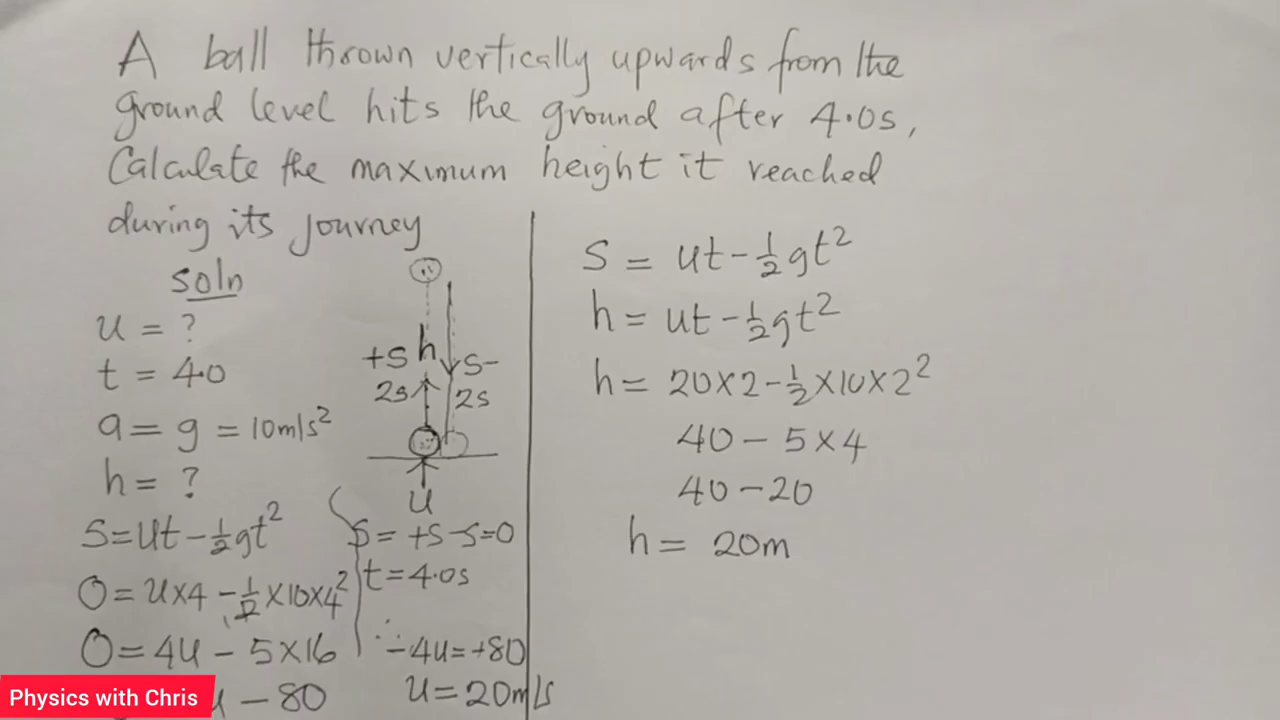 A ball thrown vertically upwards from the
ground level hits the ground after 4.0s,
Calculate the maximum height it reached
during its journey
soln
u = ?
t = 4.0
a = g = 10m/s²
h = ?
S = ut - ½gt²
0 = u×4 - ½×10×4²
0 = 4u - 5×16
u - 80
+s h s-
2s 2s
u
S = +s-s=0
t = 4.0s
∴ -4u = +80
u = 20m/s
S = ut - ½gt²
h = ut - ½gt²
h = 20×2 - ½×10×2²
40 - 5×4
40 - 20
h = 20m
Physics with Chris